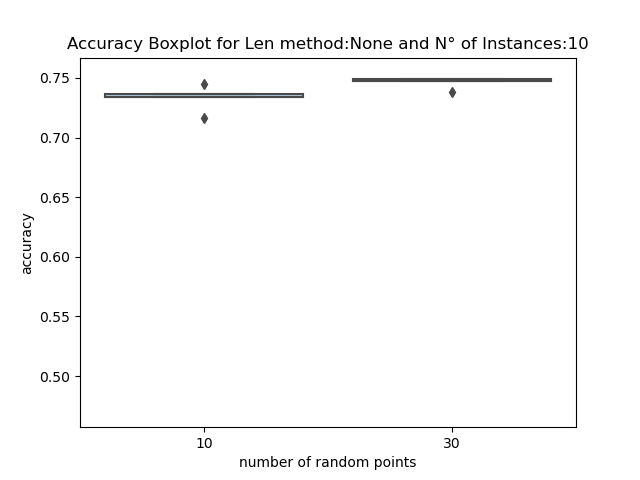 Accuracy Boxplot for Len method:None and N° of Instances:10
0.75
0.70
0.65
0.60
0.55
0.50
accuracy
10
30
number of random points